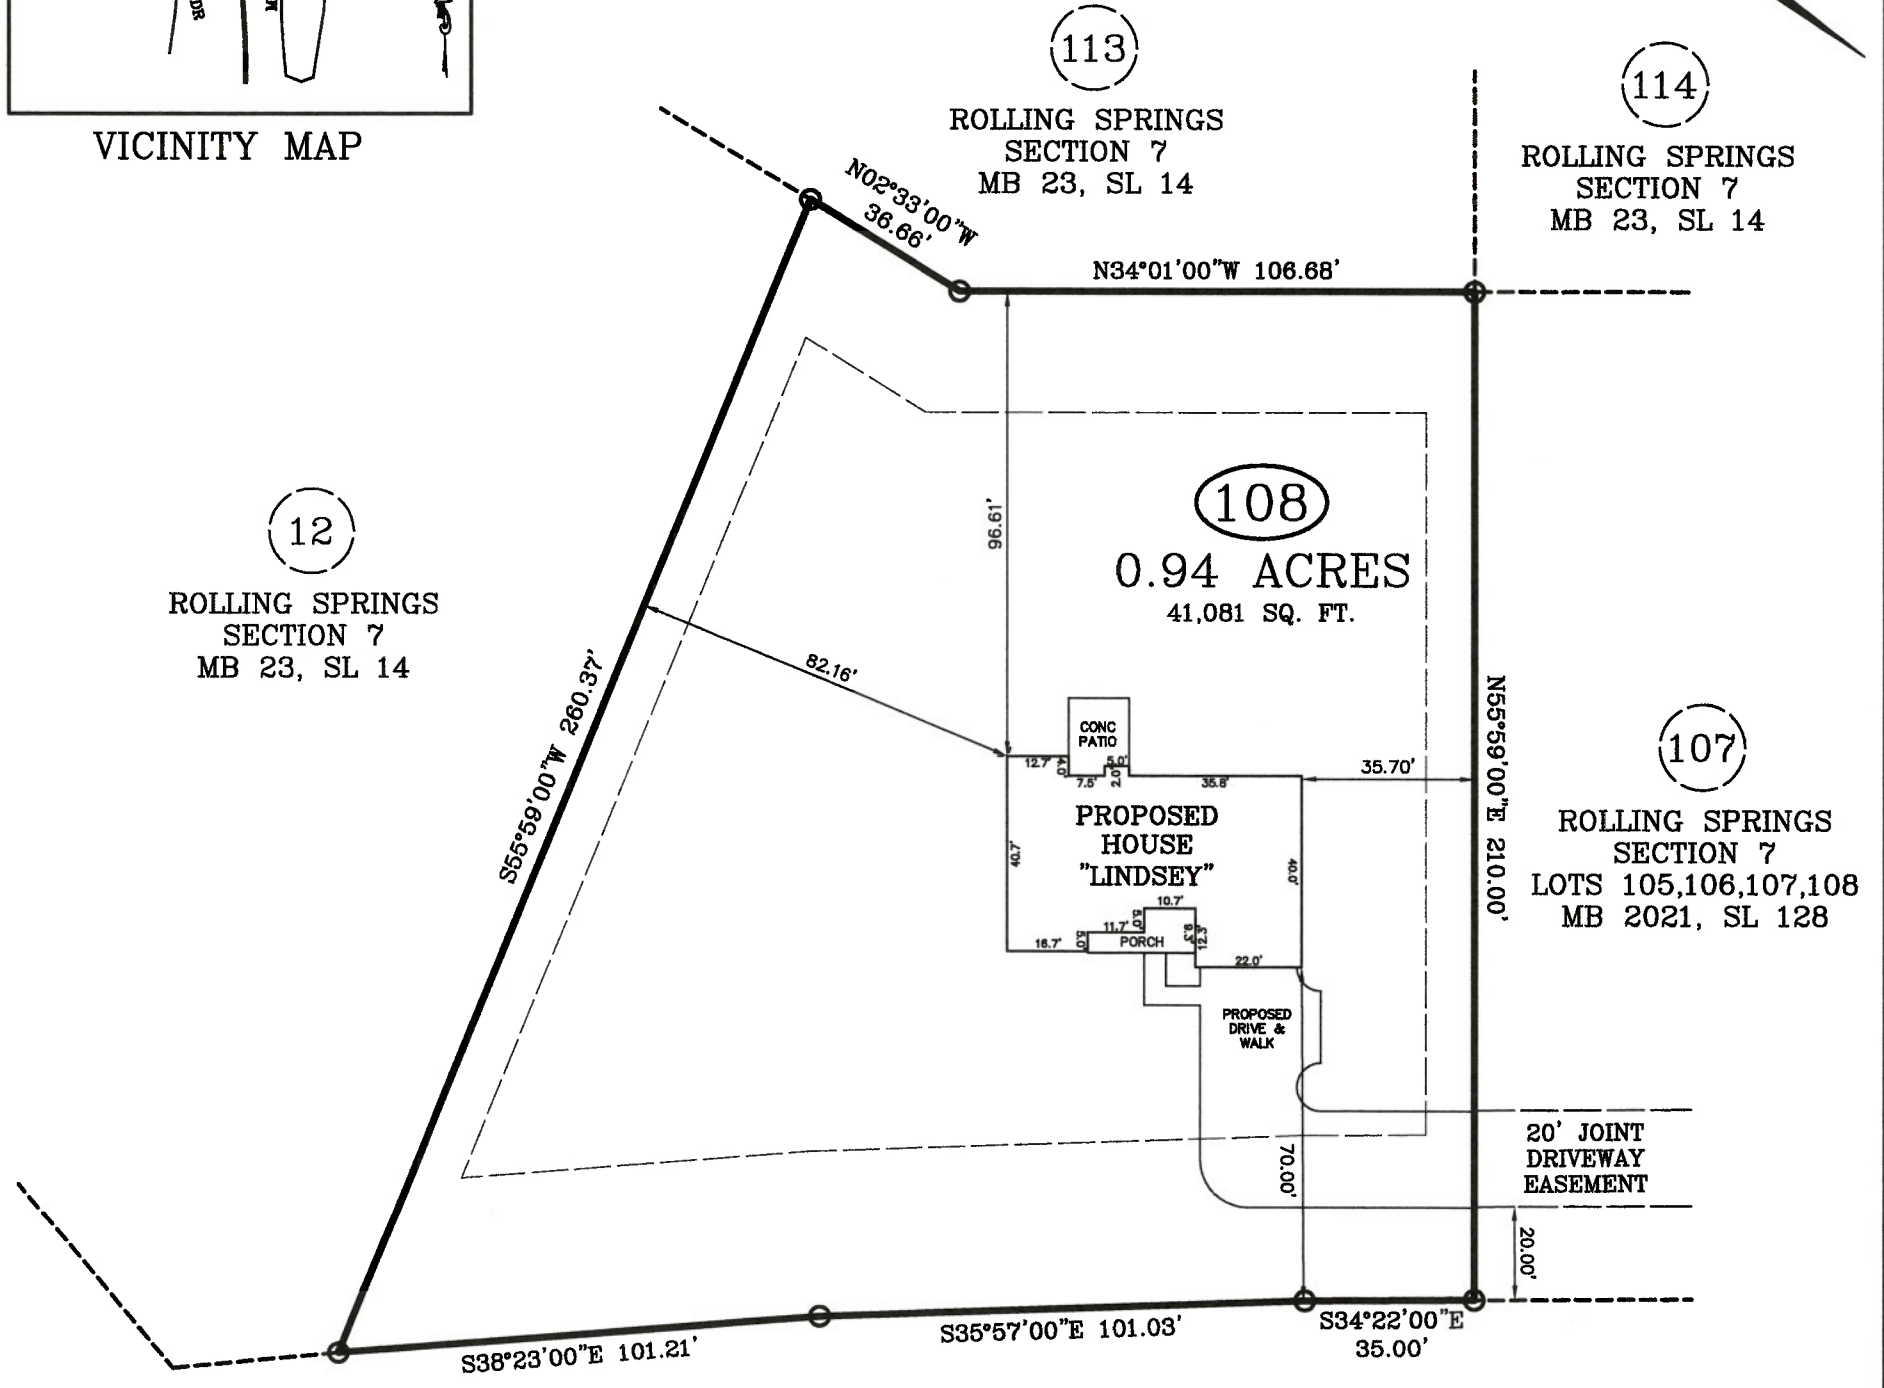 DR
M
VICINITY MAP
113
ROLLING SPRINGS
SECTION 7
MB 23, SL 14
114
ROLLING SPRINGS
SECTION 7
MB 23, SL 14
N02°33'00"W
36.66'
N34°01'00"W 106.68'
96.61'
108
0.94 ACRES
41,081 SQ. FT.
12
ROLLING SPRINGS
SECTION 7
MB 23, SL 14
82.16'
S55°59'00"W 260.37'
N55°59'00"E 210.00'
CONC
PATIO
12.7'
4.0'
7.5'
5.0'
2.0'
35.8'
35.70'
107
ROLLING SPRINGS
SECTION 7
LOTS 105,106,107,108
MB 2021, SL 128
PROPOSED
HOUSE
"LINDSEY"
40.7'
40.0'
10.7'
5.0'
11.7'
5.0'
PORCH
9.3'
12.3'
16.7'
22.0'
PROPOSED
DRIVE &
WALK
70.00'
20' JOINT
DRIVEWAY
EASEMENT
20.00'
S38°23'00"E 101.21'
S35°57'00"E 101.03'
S34°22'00"E
35.00'